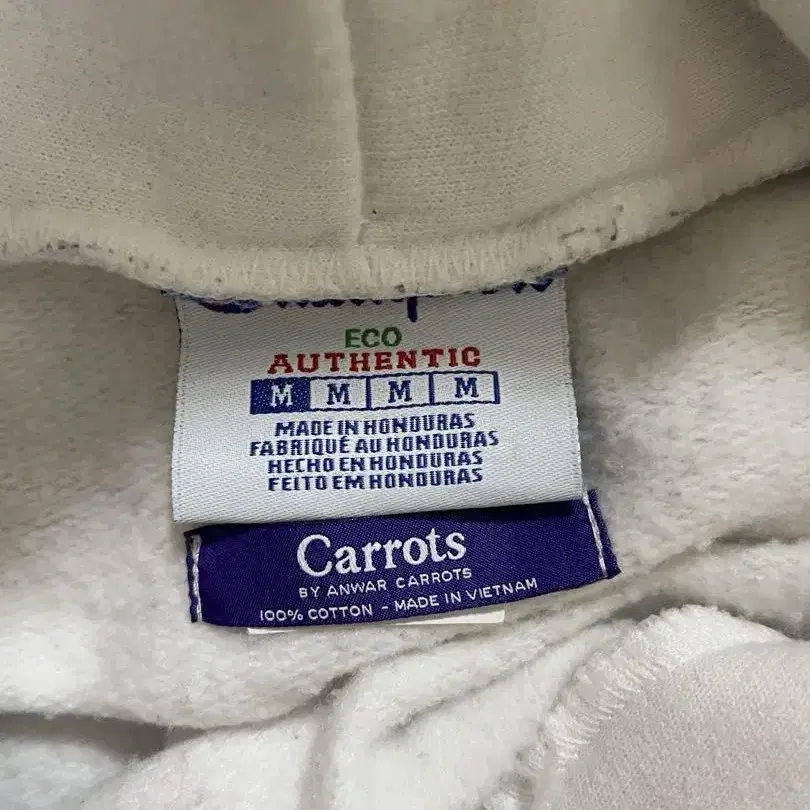 ECO
AUTHENTIC
M M M M
MADE IN HONDURAS
FABRIQUÉ AU HONDURAS
HECHO EN HONDURAS
FEITO EM HONDURAS
Carrots
BY ANWAR CARROTS
100% COTTON - MADE IN VIETNAM